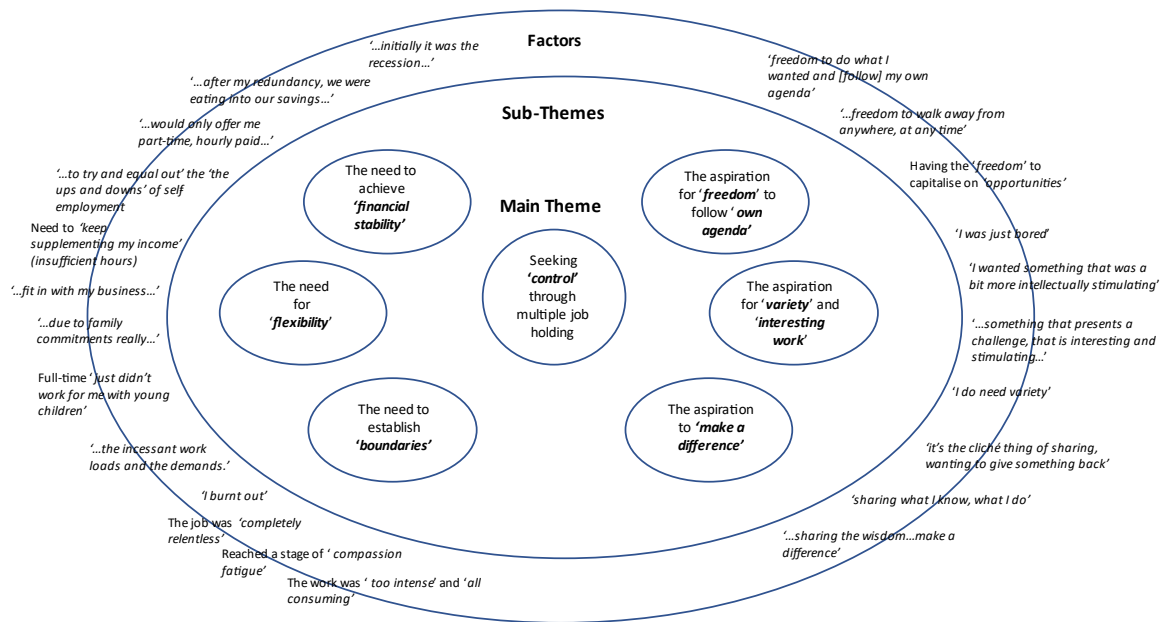 Factors
‘…initially it was the
recession…’
‘…after my redundancy, we were
eating into our savings…’
‘…would only offer me
part-time, hourly paid…’
‘…to try and equal out’ the ‘the
ups and downs’ of self
employment
Need to ‘keep
supplementing my income’
(insufficient hours)
‘…fit in with my business…’
‘…due to family
commitments really…’
Full-time ‘just didn’t
work for me with young
children’
‘…the incessant work
loads and the demands.’
‘I burnt out’
The job was ‘completely
relentless’
Reached a stage of ‘ compassion
fatigue’
The work was ‘ too intense’ and ‘all
consuming’
Sub-Themes
The need to
achieve
‘financial
stability’
The need
for
‘flexibility’
The need to
establish
‘boundaries’
Main Theme
Seeking
‘control’
through
multiple job
holding
The aspiration
for ‘freedom’ to
follow ‘ own
agenda’
The aspiration
for ‘variety’ and
‘interesting
work’
The aspiration
to ‘make a
difference’
‘freedom to do what I
wanted and [follow] my own
agenda’
‘…freedom to walk away from
anywhere, at any time’
Having the ‘freedom’ to
capitalise on ‘opportunities’
‘I was just bored’
‘I wanted something that was a
bit more intellectually stimulating’
‘…something that presents a
challenge, that is interesting and
stimulating…’
‘I do need variety’
‘it’s the cliché thing of sharing,
wanting to give something back’
‘sharing what I know, what I do’
‘…sharing the wisdom…make a
difference’